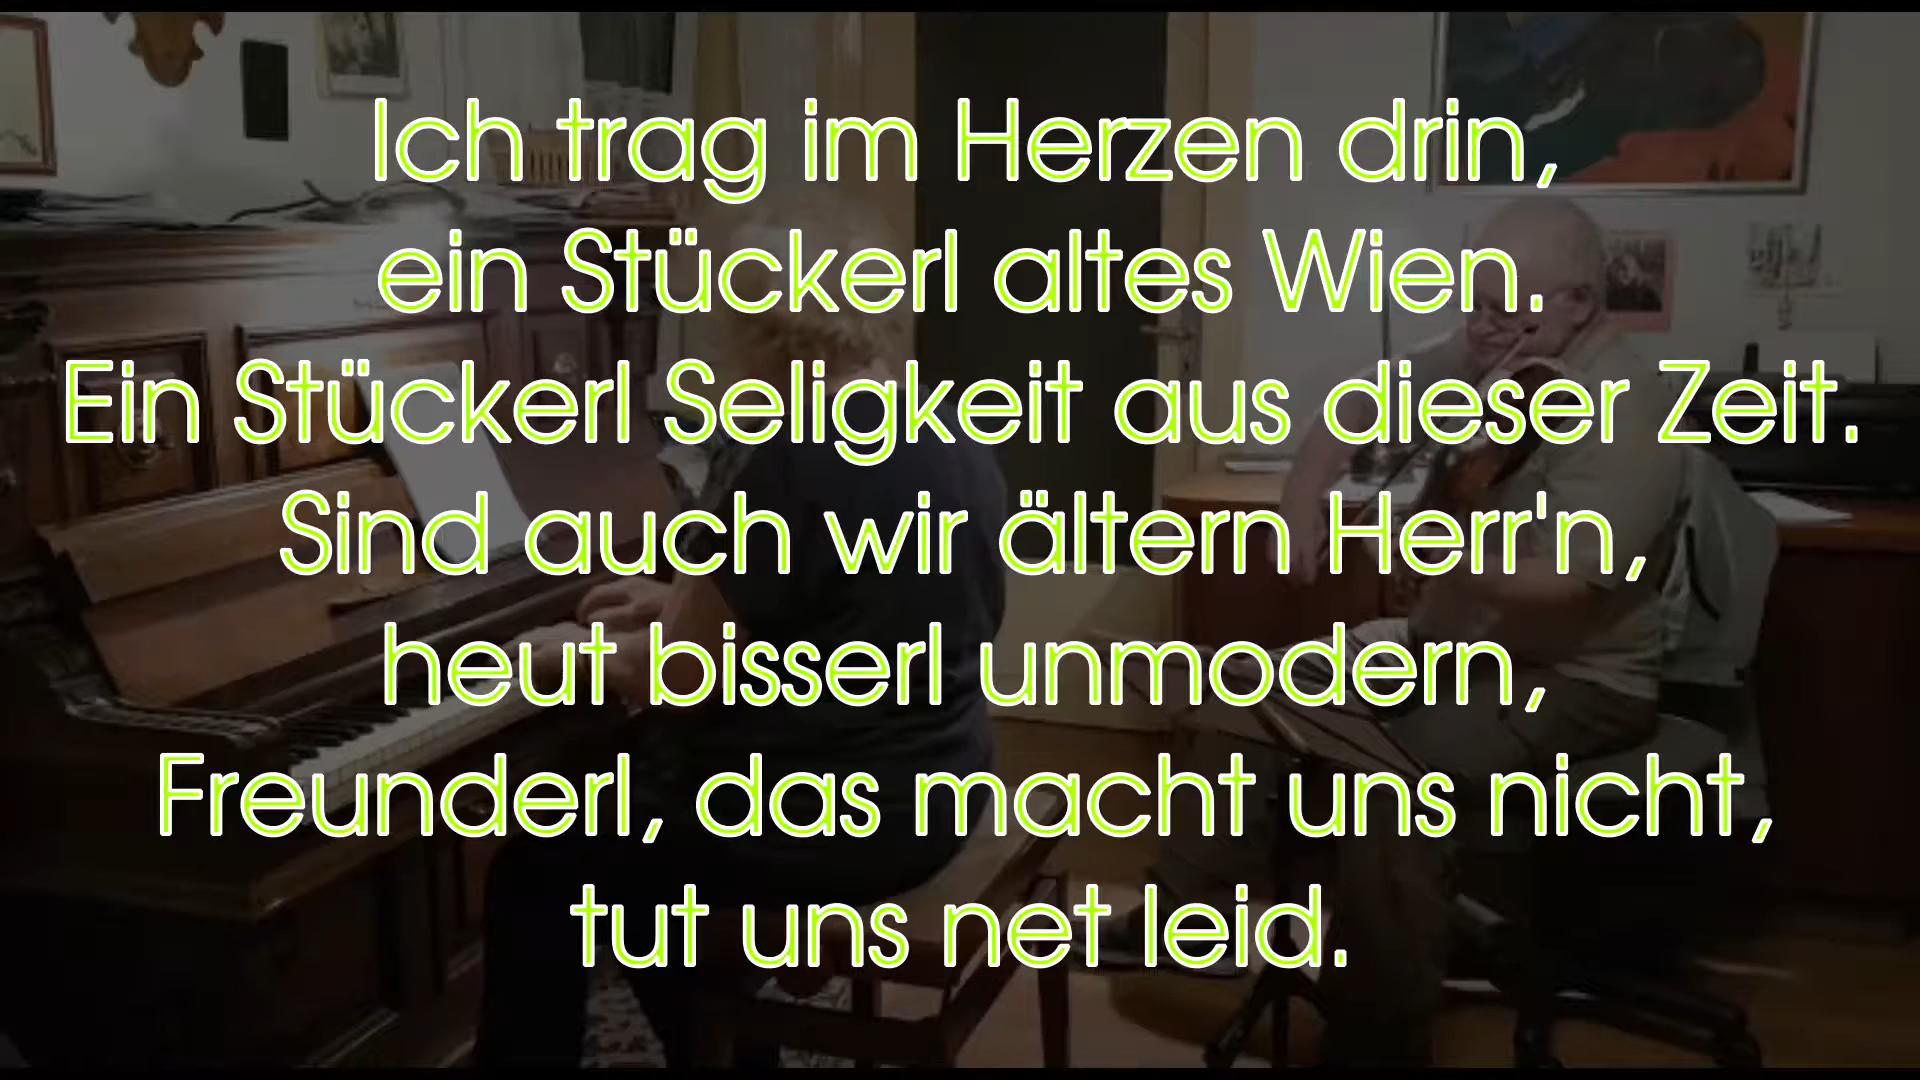 Ich trag im Herzen drin,
ein Stückerl altes Wien.
Ein Stückerl Seligkeit aus dieser Zeit.
Sind auch wir ältern Herr'n,
heut bisserl unmodern,
Freunderl, das macht uns nicht,
tut uns net leid.